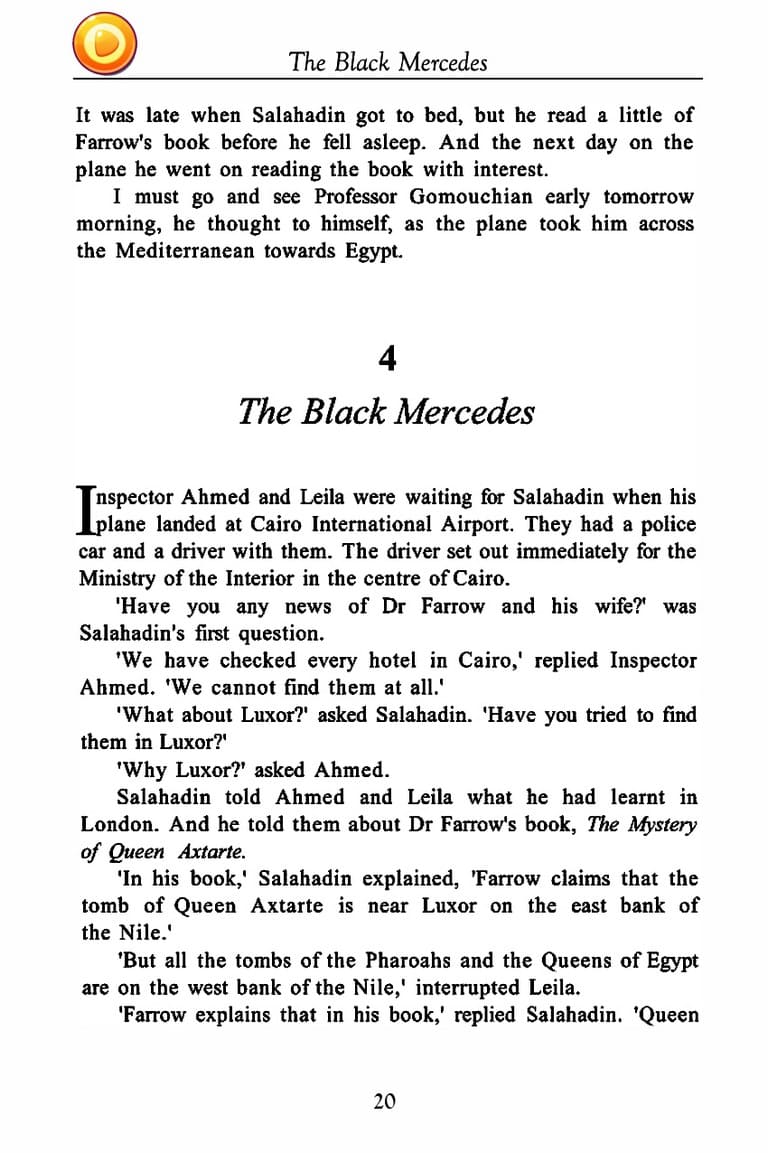 The Black Mercedes
It was late when Salahadin got to bed, but he read a little of
Farrow's book before he fell asleep. And the next day on the
plane he went on reading the book with interest.
I must go and see Professor Gomouchian early tomorrow
morning, he thought to himself, as the plane took him across
the Mediterranean towards Egypt.
4
The Black Mercedes
Inspector Ahmed and Leila were waiting for Salahadin when his
plane landed at Cairo International Airport. They had a police
car and a driver with them. The driver set out immediately for the
Ministry of the Interior in the centre of Cairo.
'Have you any news of Dr Farrow and his wife?' was
Salahadin's first question.
'We have checked every hotel in Cairo,' replied Inspector
Ahmed. 'We cannot find them at all.'
'What about Luxor?' asked Salahadin. 'Have you tried to find
them in Luxor?'
'Why Luxor?' asked Ahmed.
Salahadin told Ahmed and Leila what he had learnt in
London. And he told them about Dr Farrow's book, The Mystery
of Queen Axtarte.
'In his book,' Salahadin explained, 'Farrow claims that the
tomb of Queen Axtarte is near Luxor on the east bank of
the Nile.'
'But all the tombs of the Pharoahs and the Queens of Egypt
are on the west bank of the Nile,' interrupted Leila.
'Farrow explains that in his book,' replied Salahadin. 'Queen
20